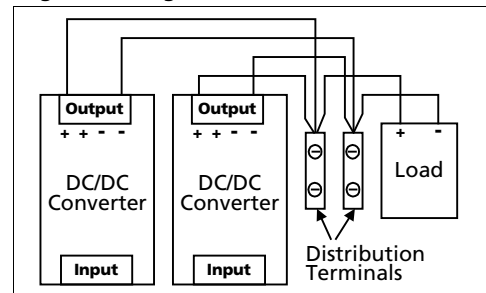 Output
+ + - -
DC/DC
Converter
Input
Output
+ + - -
DC/DC
Converter
Input
+ -
Load
Distribution
Terminals